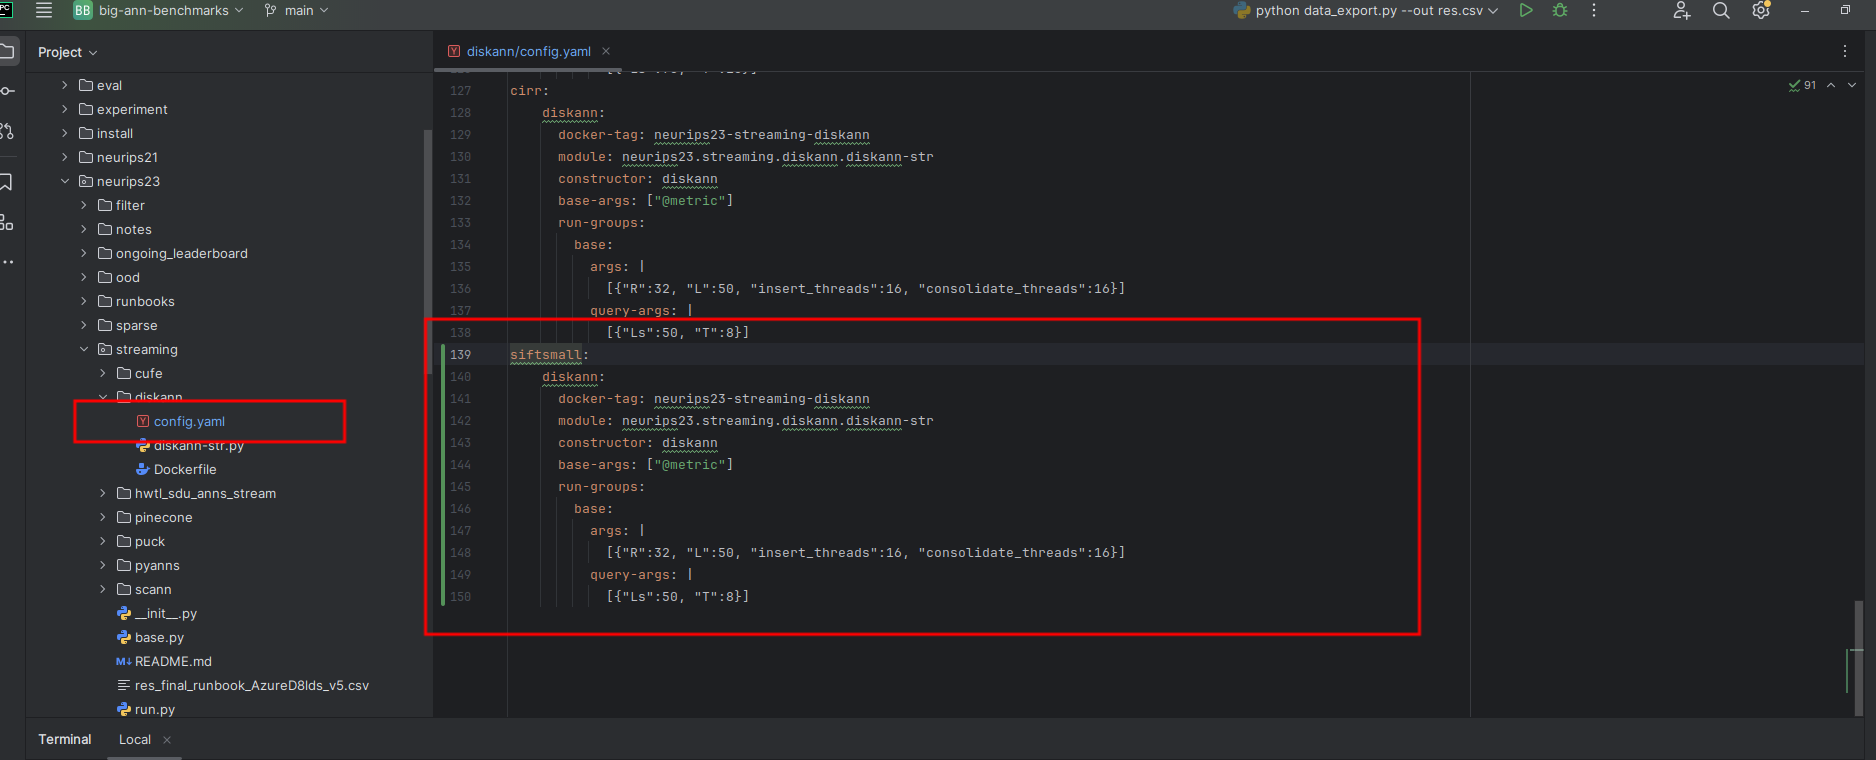 PC
BB big-ann-benchmarks main
python data_export.py --out res.csv
Project
eval
experiment
install
neurips21
neurips23
filter
notes
ongoing_leaderboard
ood
runbooks
sparse
streaming
cufe
diskann
config.yaml
diskann-str.py
Dockerfile
hwtl_sdu_anns_stream
pinecone
puck
pyanns
scann
__init__.py
base.py
M↓ README.md
res_final_runbook_AzureD8lds_v5.csv
run.py
Y diskann/config.yaml
91
127 cirr:
128 diskann:
129 docker-tag: neurips23-streaming-diskann
130 module: neurips23.streaming.diskann.diskann-str
131 constructor: diskann
132 base-args: ["@metric"]
133 run-groups:
134 base:
135 args: |
136 [{"R":32, "L":50, "insert_threads":16, "consolidate_threads":16}]
137 query-args: |
138 [{"Ls":50, "T":8}]
139 siftsmall:
140 diskann:
141 docker-tag: neurips23-streaming-diskann
142 module: neurips23.streaming.diskann.diskann-str
143 constructor: diskann
144 base-args: ["@metric"]
145 run-groups:
146 base:
147 args: |
148 [{"R":32, "L":50, "insert_threads":16, "consolidate_threads":16}]
149 query-args: |
150 [{"Ls":50, "T":8}]
Terminal Local